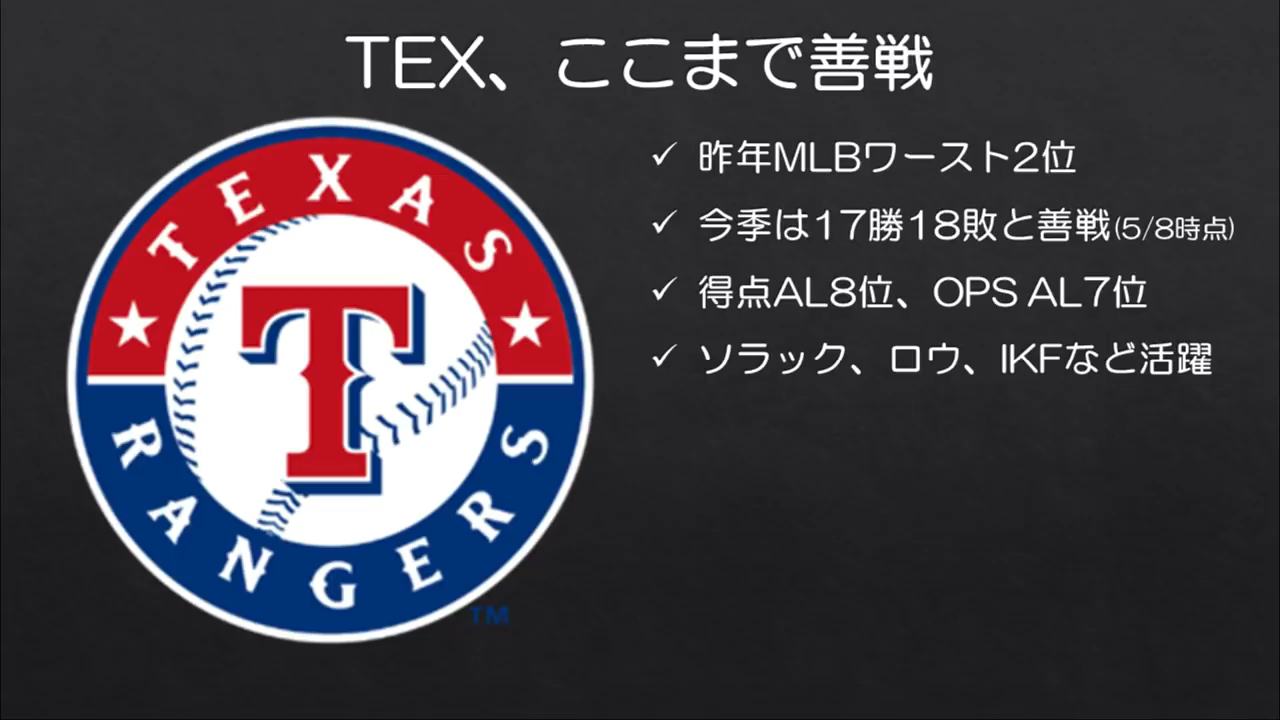 TEX、ここまで善戦
TEXAS
T
RANGERS
TM
✓ 昨年MLBワースト2位
✓ 今季は17勝18敗と善戦(5/8時点)
✓ 得点AL8位、OPS AL7位
✓ ソラック、ロウ、IKFなど活躍